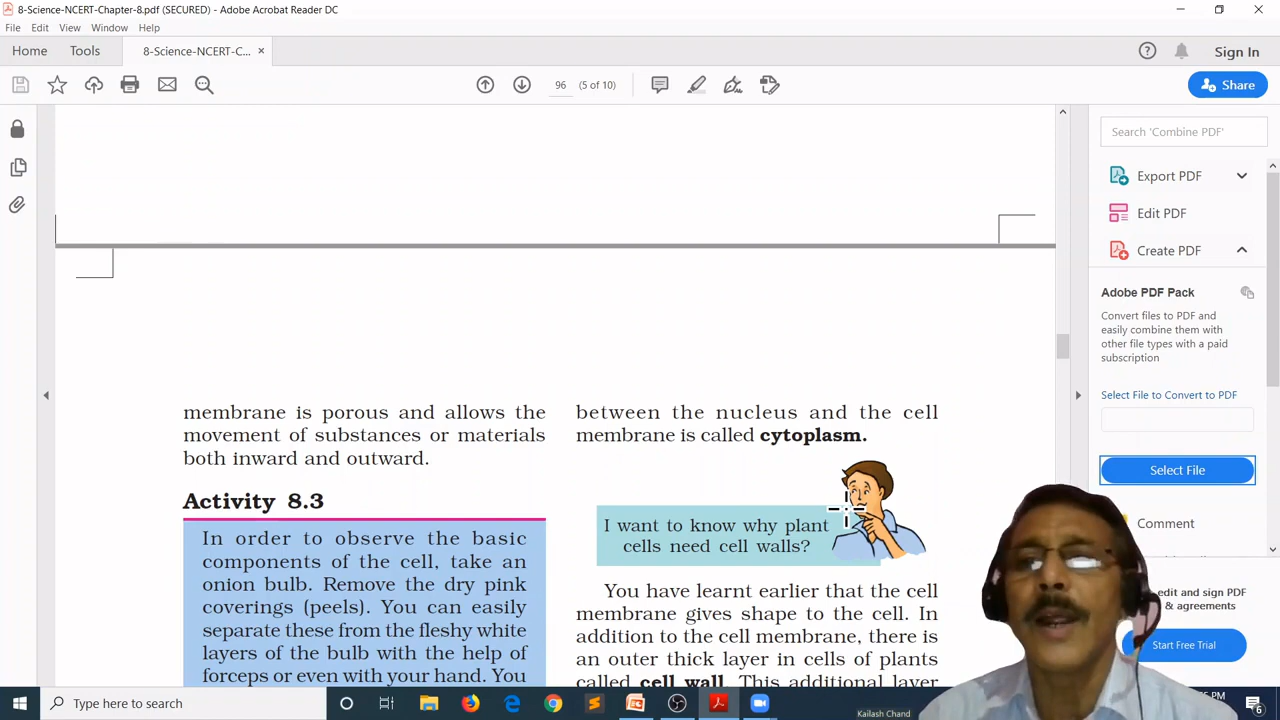 8-Science-NCERT-Chapter-8.pdf (SECURED) - Adobe Acrobat Reader DC
File Edit View Window Help
Home Tools 8-Science-NCERT-C... × Sign In
96 (5 of 10) Share
Search 'Combine PDF'
Export PDF
Edit PDF
Create PDF
Adobe PDF Pack
Convert files to PDF and
easily combine them with
other file types with a paid
subscription
Select File to Convert to PDF
Select File
Comment
edit and sign PDF
& agreements
Start Free Trial
membrane is porous and allows the
movement of substances or materials
both inward and outward.
Activity 8.3
In order to observe the basic
components of the cell, take an
onion bulb. Remove the dry pink
coverings (peels). You can easily
separate these from the fleshy white
layers of the bulb with the help of
forceps or even with your hand. You
between the nucleus and the cell
membrane is called cytoplasm.
I want to know why plant
cells need cell walls?
You have learnt earlier that the cell
membrane gives shape to the cell. In
addition to the cell membrane, there is
an outer thick layer in cells of plants
called cell wall. This additional layer
Type here to search
Kailash Chand
PM
6